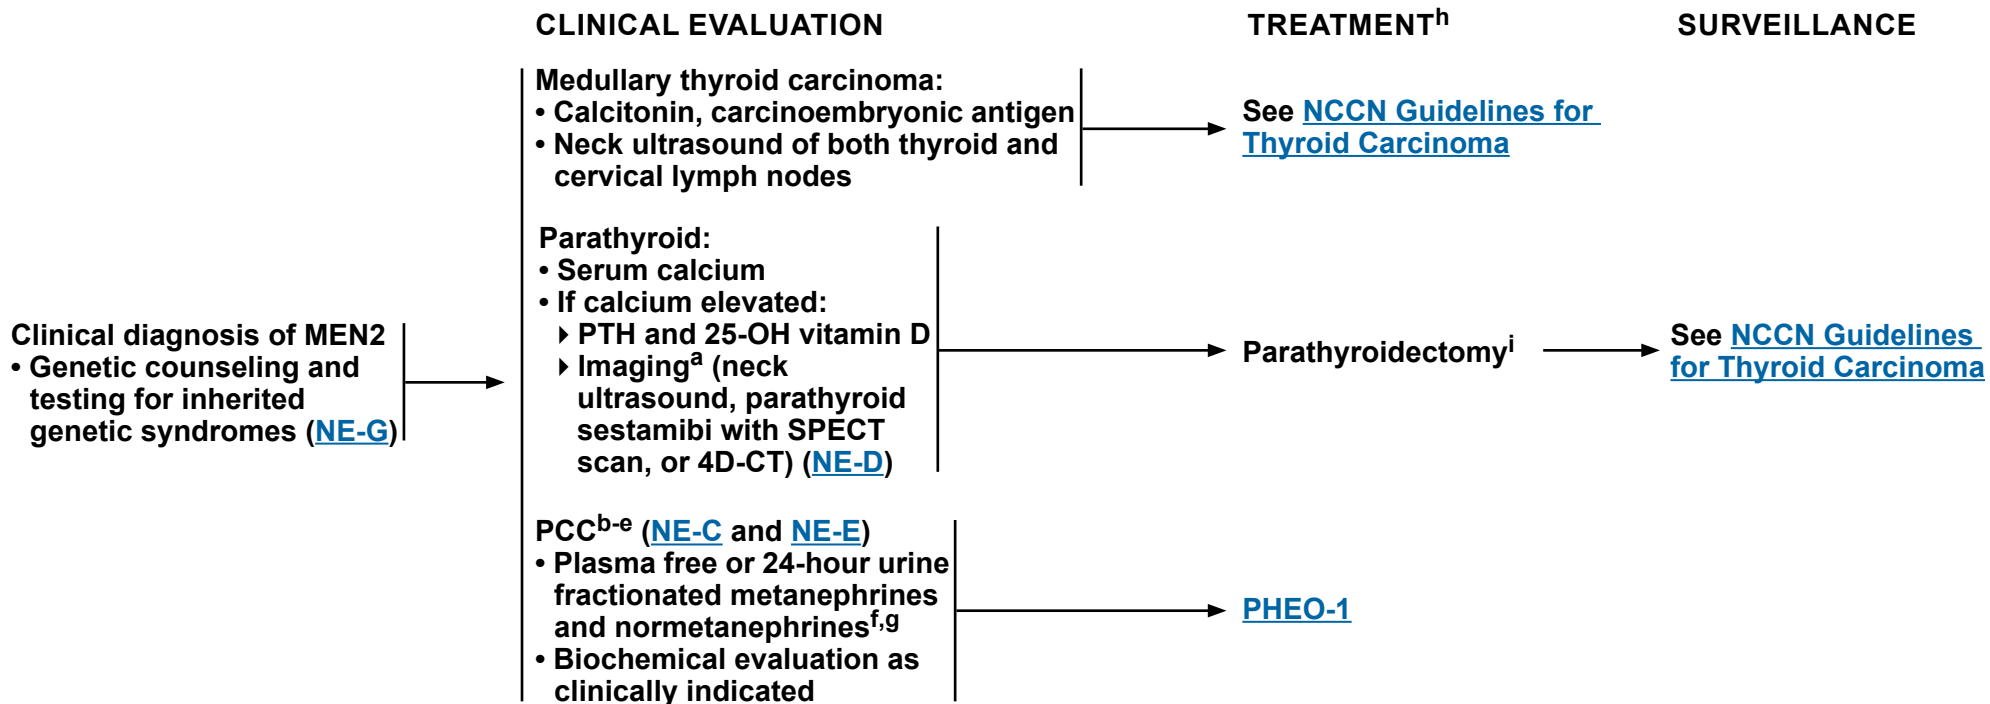 CLINICAL EVALUATION
TREATMENTh
SURVEILLANCE
Clinical diagnosis of MEN2
• Genetic counseling and
testing for inherited
genetic syndromes (NE-G)
Medullary thyroid carcinoma:
• Calcitonin, carcinoembryonic antigen
• Neck ultrasound of both thyroid and
cervical lymph nodes
See NCCN Guidelines for
Thyroid Carcinoma
Parathyroid:
• Serum calcium
• If calcium elevated:
▸ PTH and 25-OH vitamin D
▸ Imaginga (neck
ultrasound, parathyroid
sestamibi with SPECT
scan, or 4D-CT) (NE-D)
Parathyroidectomyi
See NCCN Guidelines
for Thyroid Carcinoma
PCCb-e (NE-C and NE-E)
• Plasma free or 24-hour urine
fractionated metanephrines
and normetanephrinesf,g
• Biochemical evaluation as
clinically indicated
PHEO-1